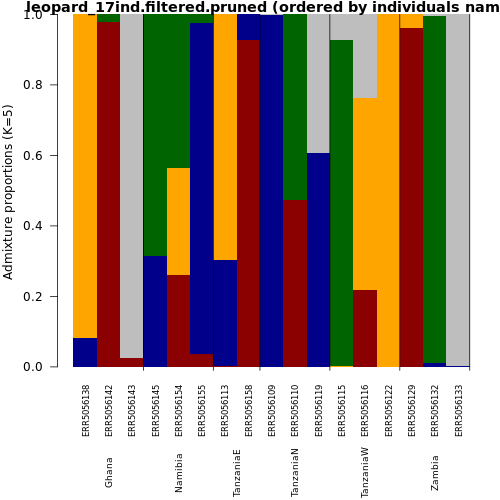 leopard_17ind.filtered.pruned (ordered by individuals nam
Admixture proportions (K=5)
1.0
0.8
0.6
0.4
0.2
0.0
ERR5056138
ERR5056142
ERR5056143
ERR5056145
ERR5056154
ERR5056155
ERR5056113
ERR5056158
ERR5056109
ERR5056110
ERR5056119
ERR5056115
ERR5056116
ERR5056122
ERR5056129
ERR5056132
ERR5056133
Ghana
Namibia
TanzaniaE
TanzaniaN
TanzaniaW
Zambia